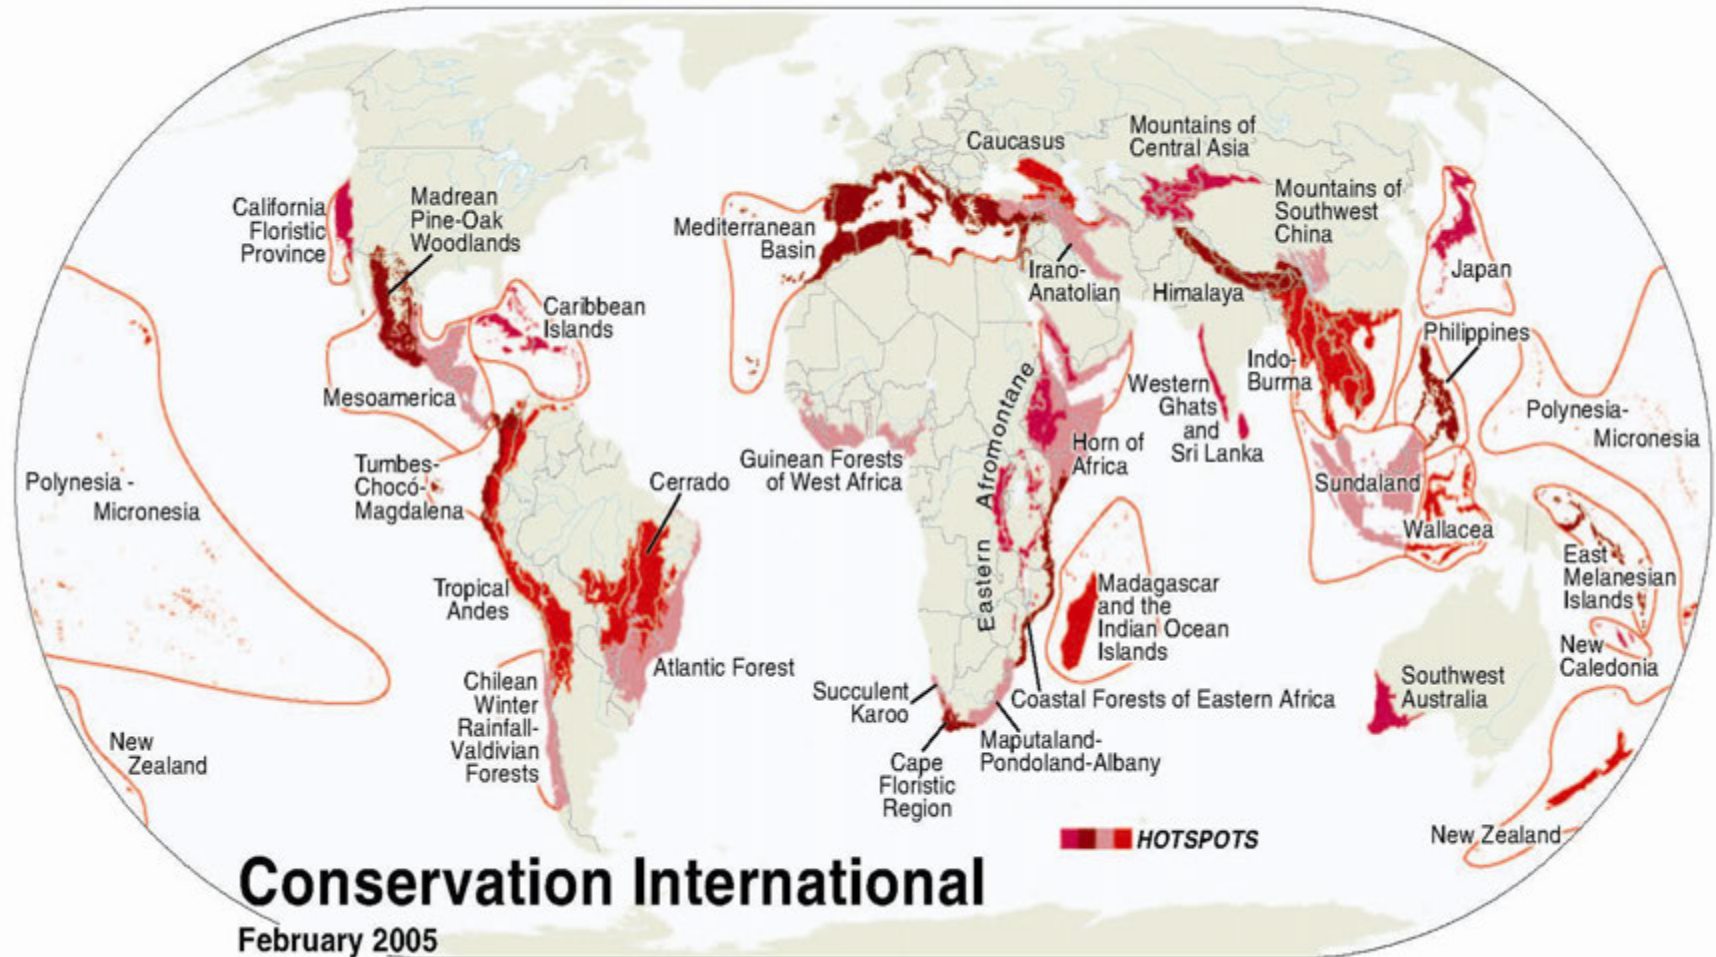 Caucasus
Mountains of
Central Asia
California
Floristic
Province
Madrean
Pine-Oak
Woodlands
Mediterranean
Basin
Mountains of
Southwest
China
Irano-
Anatolian
Himalaya
Japan
Caribbean
Islands
Philippines
Mesoamerica
Indo-
Burma
Western
Ghats
and
Sri Lanka
Polynesia-
Micronesia
Tumbes-
Chocó-
Magdalena
Cerrado
Guinean Forests
of West Africa
Eastern Afromontane
Horn of
Africa
Sundaland
Wallacea
Polynesia -
Micronesia
East
Melanesian
Islands
Tropical
Andes
Madagascar
and the
Indian Ocean
Islands
New
Caledonia
Atlantic Forest
Chilean
Winter
Rainfall-
Valdivian
Forests
Succulent
Karoo
Coastal Forests of Eastern Africa
Southwest
Australia
New
Zealand
Cape
Floristic
Region
Maputaland-
Pondoland-Albany
HOTSPOTS
New Zealand
Conservation International
February 2005